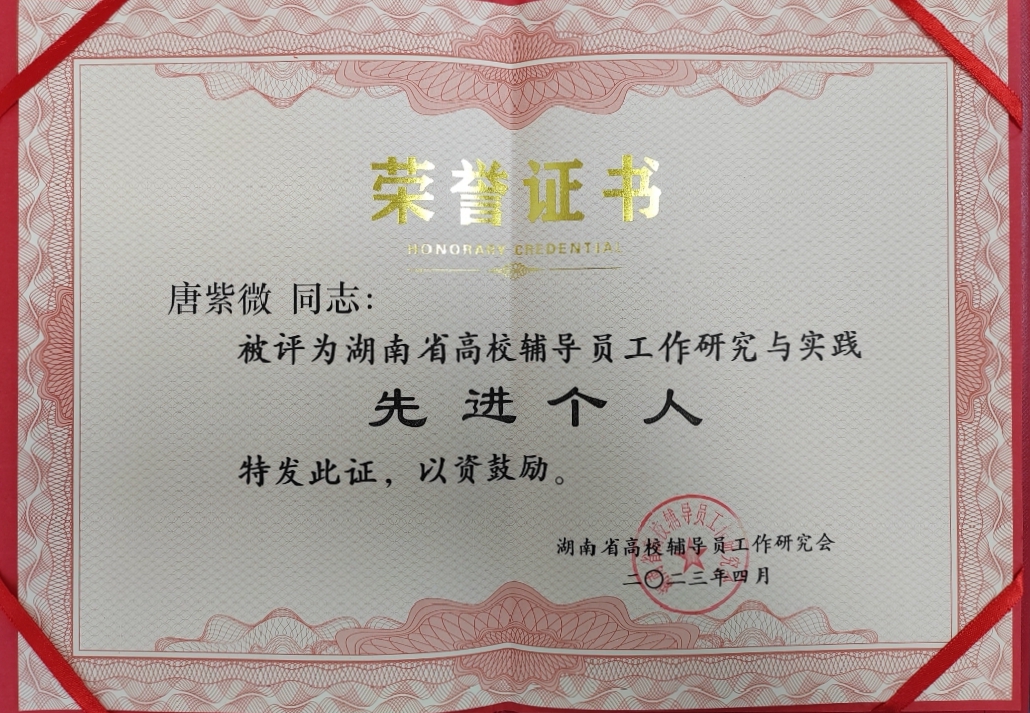 荣誉证书
HONORARY CREDENTIAL
唐紫微 同志：
被评为湖南省高校辅导员工作研究与实践
先进个人
特发此证，以资鼓励。
湖南省高校辅导员工作研究会
二〇二三年四月